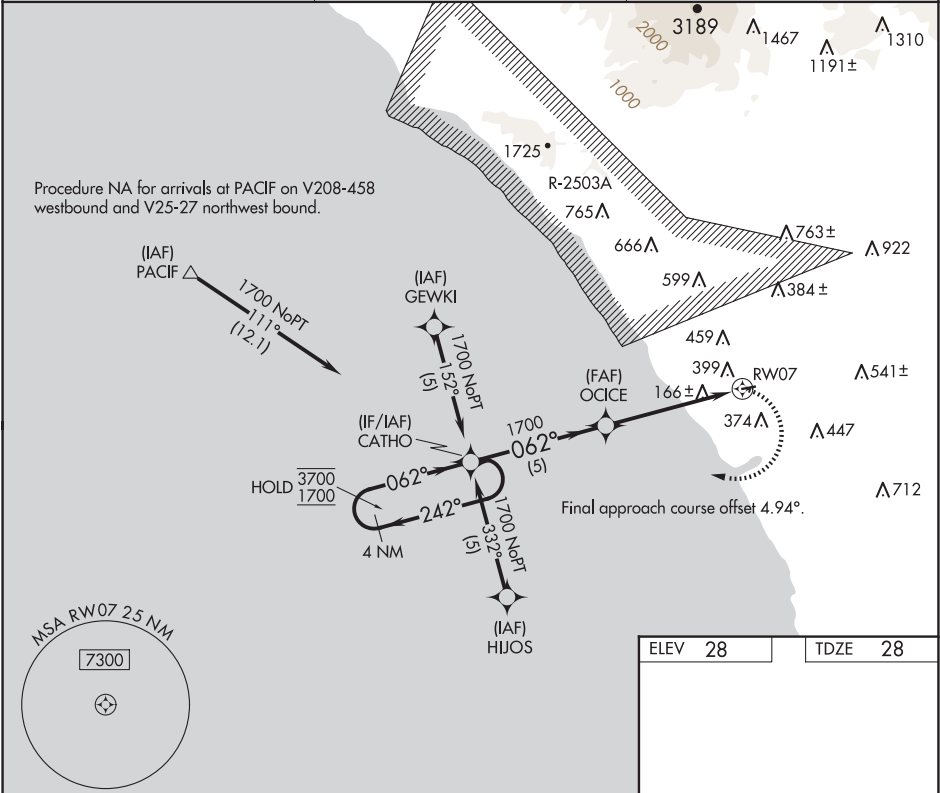 3189
1467
1310
1191±
2000
1000
1725
R-2503A
765
666
599
763±
922
384±
Procedure NA for arrivals at PACIF on V208-458
westbound and V25-27 northwest bound.
(IAF)
PACIF
1700 NoPT
111°
(12.1)
(IAF)
GEWKI
1700 NoPT
152°
(5)
459
399
RW07
541±
166±
374
447
712
(FAF)
OCICE
(IF/IAF)
CATHO
1700
062°
(5)
HOLD
3700
1700
062°
242°
4 NM
1700 NoPT
332°
(5)
Final approach course offset 4.94°.
(IAF)
HIJOS
MSA RW07 25 NM
7300
ELEV 28
TDZE 28